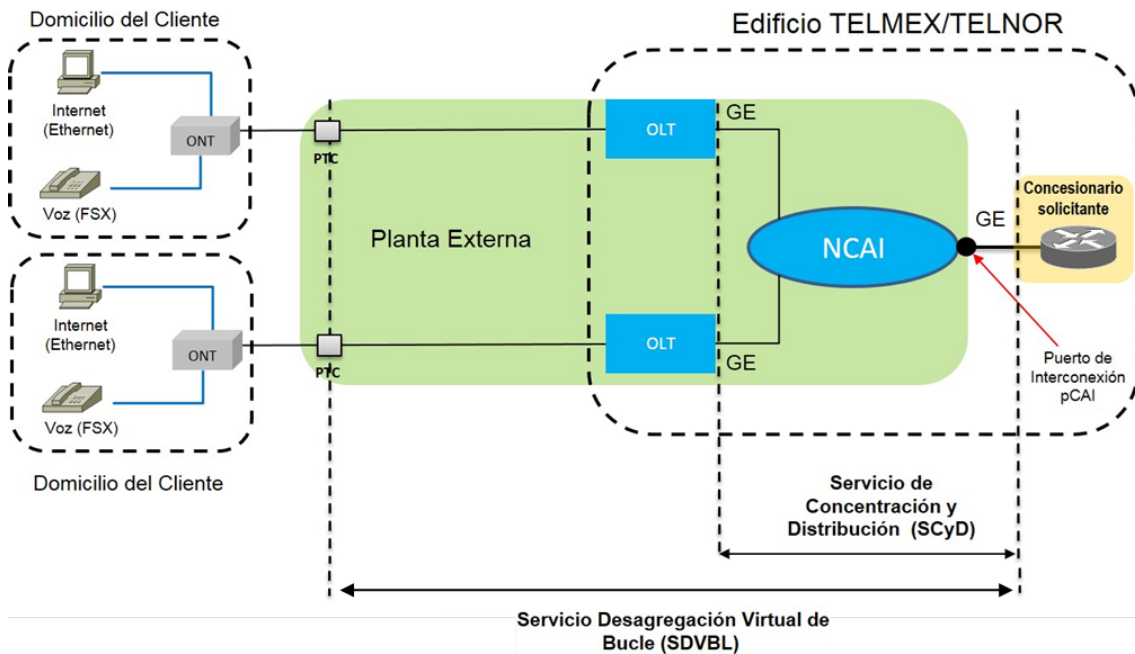 Domicilio del Cliente
Edificio TELMEX/TELNOR
Internet
(Ethernet)
ONT
Voz (FSX)
PTC
OLT
GE
Planta Externa
NCAI
GE
Concesionario
solicitante
Internet
(Ethernet)
ONT
Voz (FSX)
PTC
OLT
GE
Puerto de
Interconexión
pCAI
Domicilio del Cliente
Servicio de
Concentración y
Distribución (SCyD)
Servicio Desagregación Virtual de
Bucle (SDVBL)